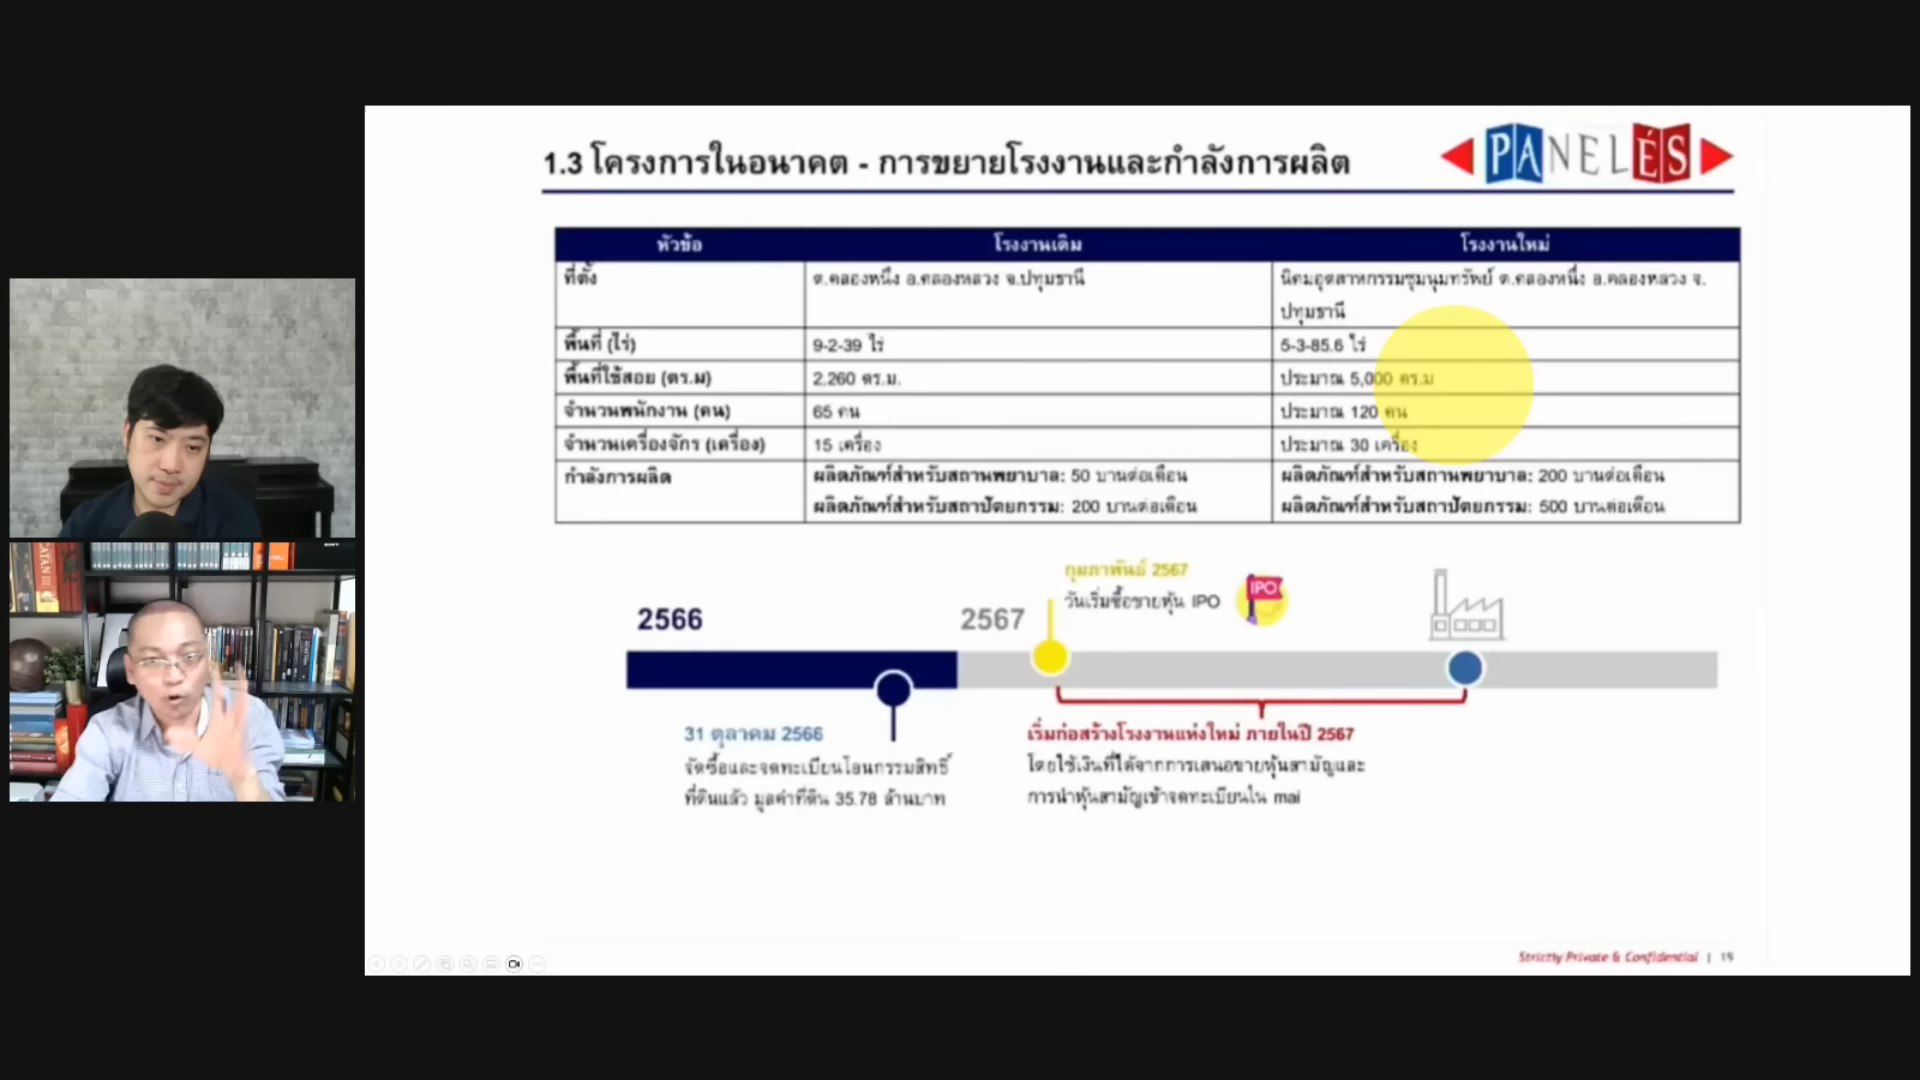 1.3 โครงการในอนาคต - การขยายโรงงานและกำลังการผลิต
PANELÉS
หัวข้อ โรงงานเดิม โรงงานใหม่
ที่ตั้ง ต.คลองหนึ่ง อ.คลองหลวง จ.ปทุมธานี นิคมอุตสาหกรรมชุมนุมทรัพย์ ต.คลองหนึ่ง อ.คลองหลวง จ.
ปทุมธานี
พื้นที่ (ไร่) 9-2-39 ไร่ 5-3-85.6 ไร่
พื้นที่ใช้สอย (ตร.ม) 2,260 ตร.ม. ประมาณ 5,000 ตร.ม
จำนวนพนักงาน (คน) 65 คน ประมาณ 120 คน
จำนวนเครื่องจักร (เครื่อง) 15 เครื่อง ประมาณ 30 เครื่อง
กำลังการผลิต ผลิตภัณฑ์สำหรับสถานพยาบาล: 50 บานต่อเดือน ผลิตภัณฑ์สำหรับสถานพยาบาล: 200 บานต่อเดือน
ผลิตภัณฑ์สำหรับสถาปัตยกรรม: 200 บานต่อเดือน ผลิตภัณฑ์สำหรับสถาปัตยกรรม: 500 บานต่อเดือน
กุมภาพันธ์ 2567
วันเริ่มซื้อขายหุ้น IPO
IPO
2566 2567
31 ตุลาคม 2566
จัดซื้อและจดทะเบียนโอนกรรมสิทธิ์
ที่ดินแล้ว มูลค่าที่ดิน 35.78 ล้านบาท
เริ่มก่อสร้างโรงงานแห่งใหม่ ภายในปี 2567
โดยใช้เงินที่ได้จากการเสนอขายหุ้นสามัญและ
การนำหุ้นสามัญเข้าจดทะเบียนใน mai
Strictly Private & Confidential | 15
CATAN